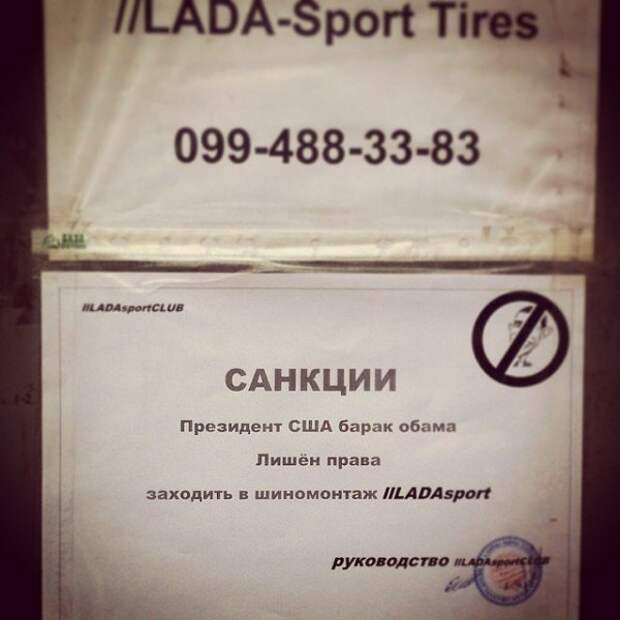 //LADA-Sport Tires
099-488-33-83
//LADAsportCLUB
САНКЦИИ
Президент США барак обама
Лишён права
заходить в шиномонтаж //LADAsport
руководство //LADAsportCLUB